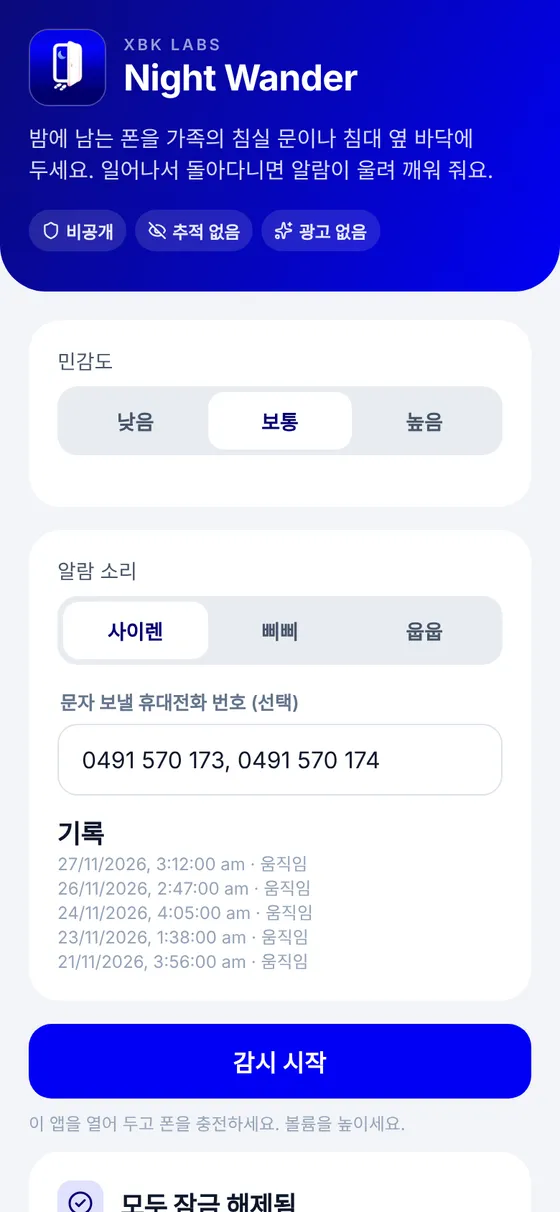 XBK LABS
Night Wander
밤에 남는 폰을 가족의 침실 문이나 침대 옆 바닥에
두세요. 일어나서 돌아다니면 알람이 울려 깨워 줘요.
비공개
추적 없음
광고 없음
민감도
낮음
보통
높음
알람 소리
사이렌
삐삐
윱윱
문자 보낼 휴대전화 번호 (선택)
0491 570 173, 0491 570 174
기록
27/11/2026, 3:12:00 am · 움직임
26/11/2026, 2:47:00 am · 움직임
24/11/2026, 4:05:00 am · 움직임
23/11/2026, 1:38:00 am · 움직임
21/11/2026, 3:56:00 am · 움직임
감시 시작
이 앱을 열어 두고 폰을 충전하세요. 볼륨을 높이세요.
모두 잠금 해제됨